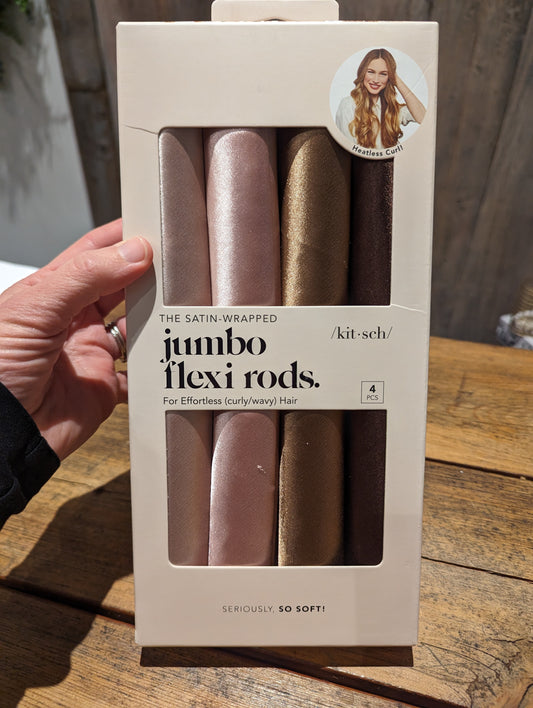 Heatless Curl!
THE SATIN-WRAPPED
jumbo
flexi rods.
For Effortless (curly/wavy) Hair
/kit·sch/
4
PCS
SERIOUSLY, SO SOFT!